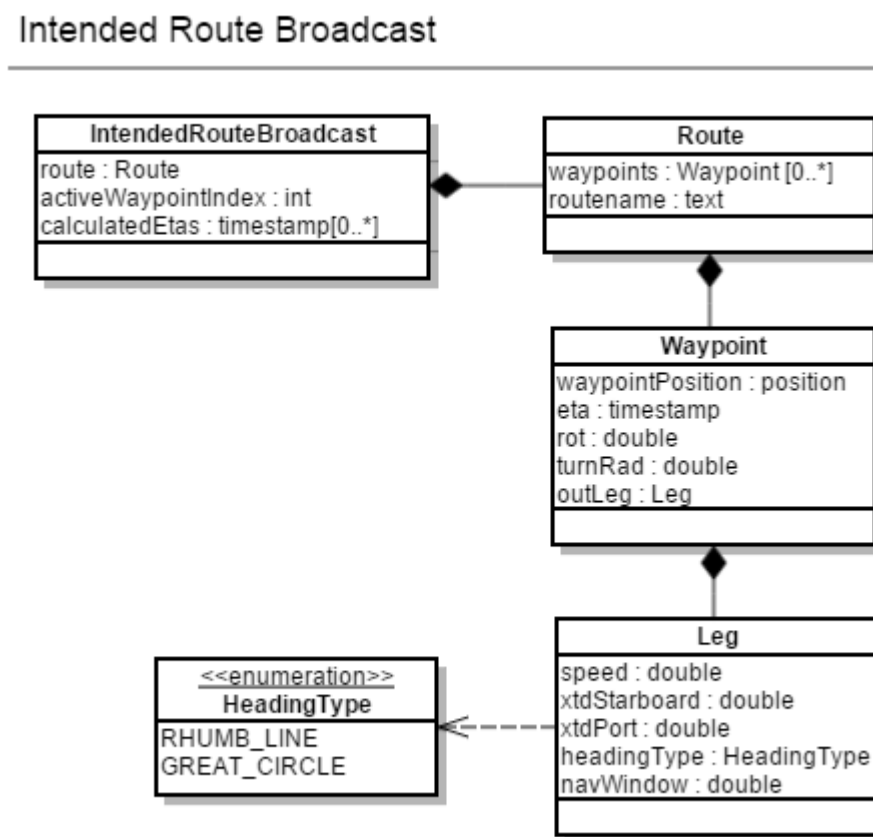 Intended Route Broadcast
IntendedRouteBroadcast
route : Route
activeWaypointIndex : int
calculatedEtas : timestamp[0..*]
Route
waypoints : Waypoint [0..*]
routename : text
Waypoint
waypointPosition : position
eta : timestamp
rot : double
turnRad : double
outLeg : Leg
Leg
speed : double
xtdStarboard : double
xtdPort : double
headingType : HeadingType
navWindow : double
<<enumeration>>
HeadingType
RHUMB_LINE
GREAT_CIRCLE